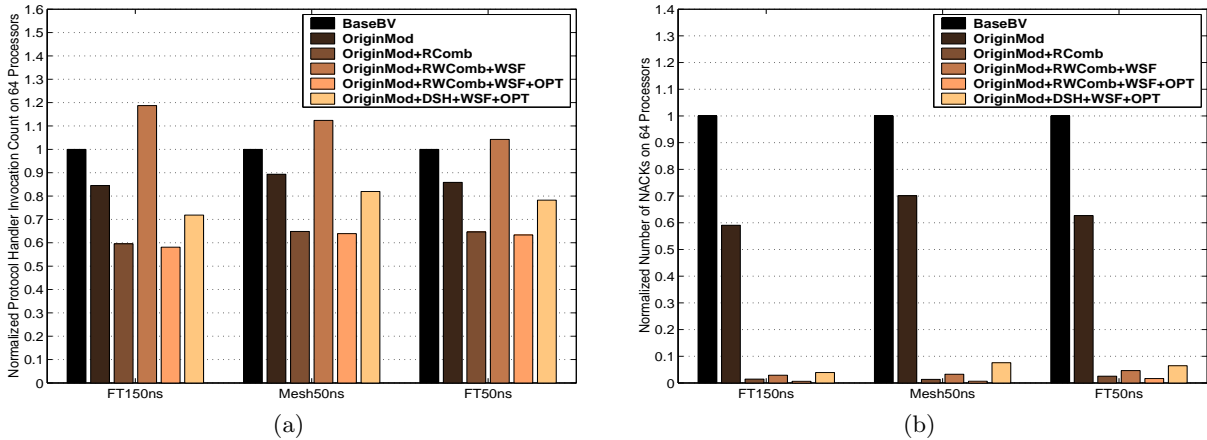 Normalized Protocol Handler Invocation Count on 64 Processors
1.6
1.5
1.4
1.3
1.2
1.1
1
0.9
0.8
0.7
0.6
0.5
0.4
0.3
0.2
0.1
0
BaseBV
OriginMod
OriginMod+RComb
OriginMod+RWComb+WSF
OriginMod+RWComb+WSF+OPT
OriginMod+DSH+WSF+OPT
FT150ns
Mesh50ns
FT50ns
(a)
Normalized Number of NACKs on 64 Processors
1.4
1.3
1.2
1.1
1
0.9
0.8
0.7
0.6
0.5
0.4
0.3
0.2
0.1
0
BaseBV
OriginMod
OriginMod+RComb
OriginMod+RWComb+WSF
OriginMod+RWComb+WSF+OPT
OriginMod+DSH+WSF+OPT
FT150ns
Mesh50ns
FT50ns
(b)